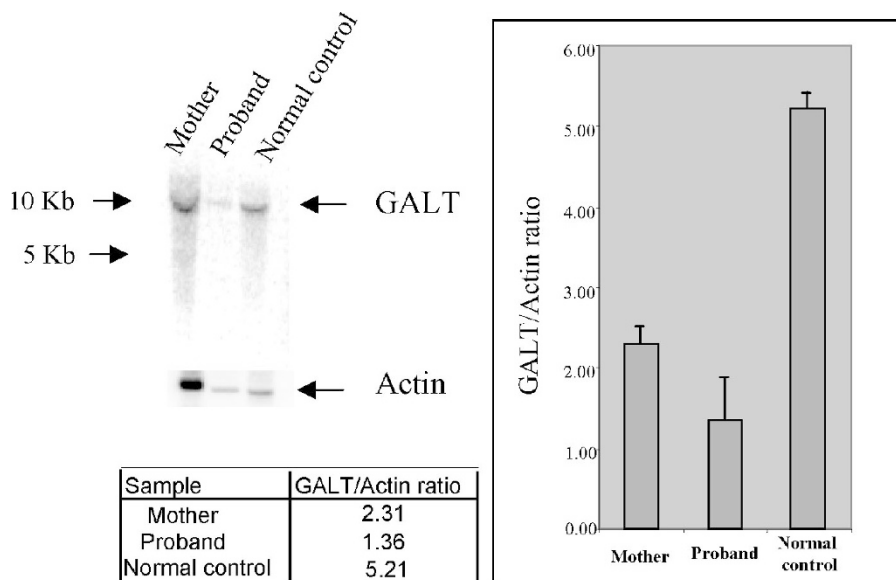 Mother
Proband
Normal control
10 Kb
GALT
5 Kb
Actin
Sample GALT/Actin ratio
Mother 2.31
Proband 1.36
Normal control 5.21
GALT/Actin ratio
6.00
5.00
4.00
3.00
2.00
1.00
0.00
Mother
Proband
Normal
control